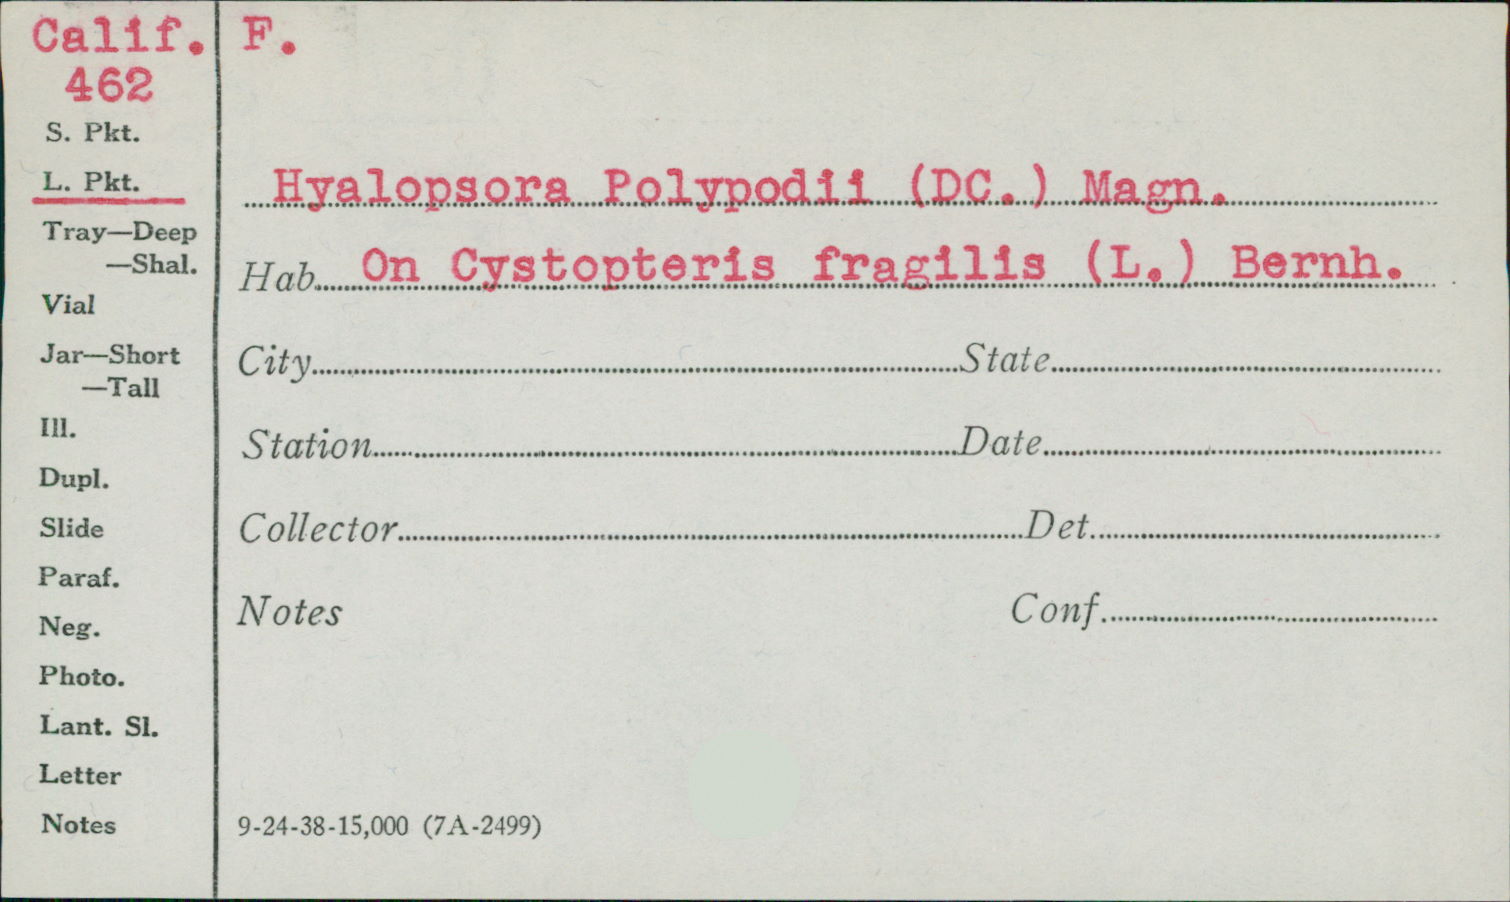 Calif. F.
462
S. Pkt.
L. Pkt.
Hyalopsora Polypodii (DC.) Magn.
Tray—Deep
—Shal.
Hab. On Cystopteris fragilis (L.) Bernh.
Vial
Jar—Short
—Tall
City State
Ill.
Station Date
Dupl.
Slide
Collector Det.
Paraf.
Neg.
Notes Conf.
Photo.
Lant. Sl.
Letter
Notes
9-24-38-15,000 (7A-2499)